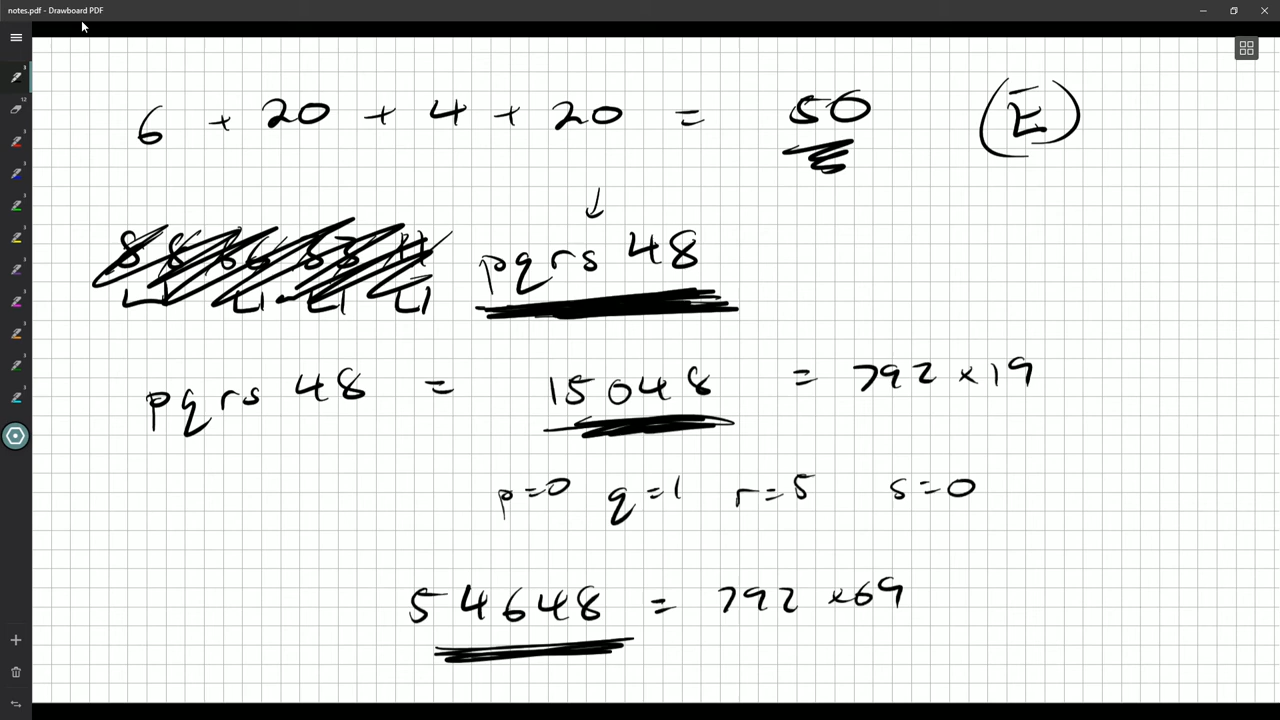 notes.pdf - Drawboard PDF
6 + 20 + 4 + 20 = 50 (E)
pqrs 48
pqrs 48 = 15048 = 792 × 19
p=0 q=1 r=5 s=0
54648 = 792 × 69